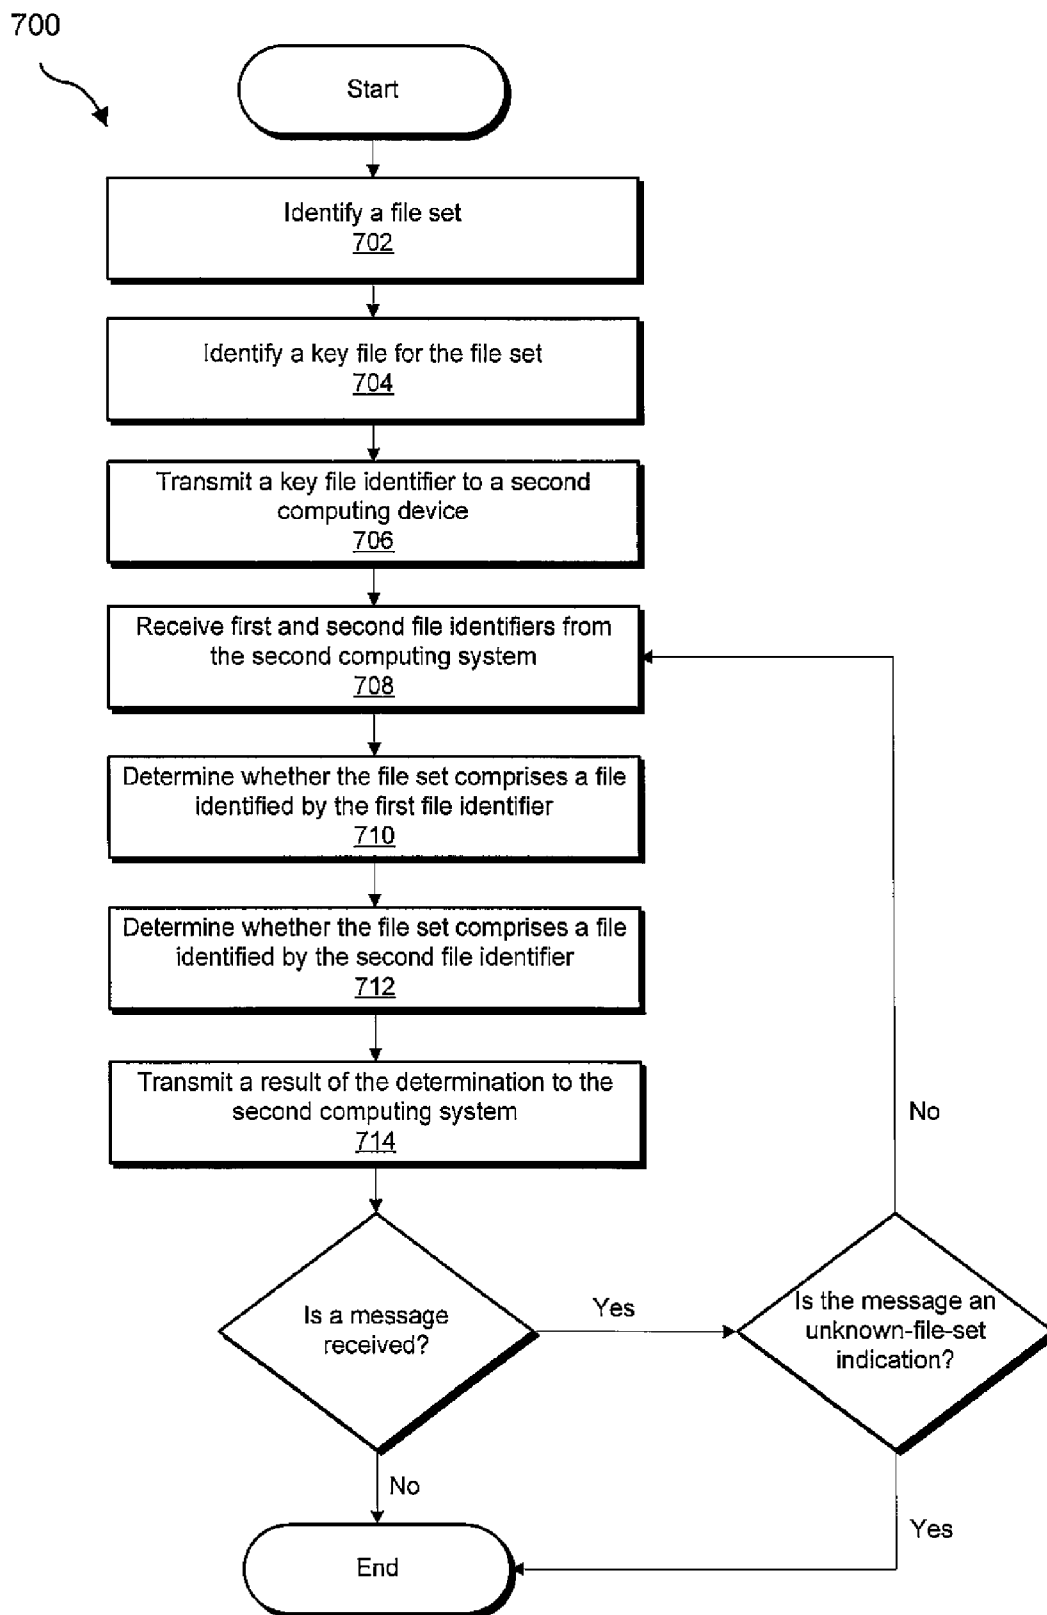 700
Start
Identify a file set
702
Identify a key file for the file set
704
Transmit a key file identifier to a second
computing device
706
Receive first and second file identifiers from
the second computing system
708
Determine whether the file set comprises a file
identified by the first file identifier
710
Determine whether the file set comprises a file
identified by the second file identifier
712
Transmit a result of the determination to the
second computing system
714
No
Is a message
received?
Yes
Is the message an
unknown-file-set
indication?
No
Yes
End